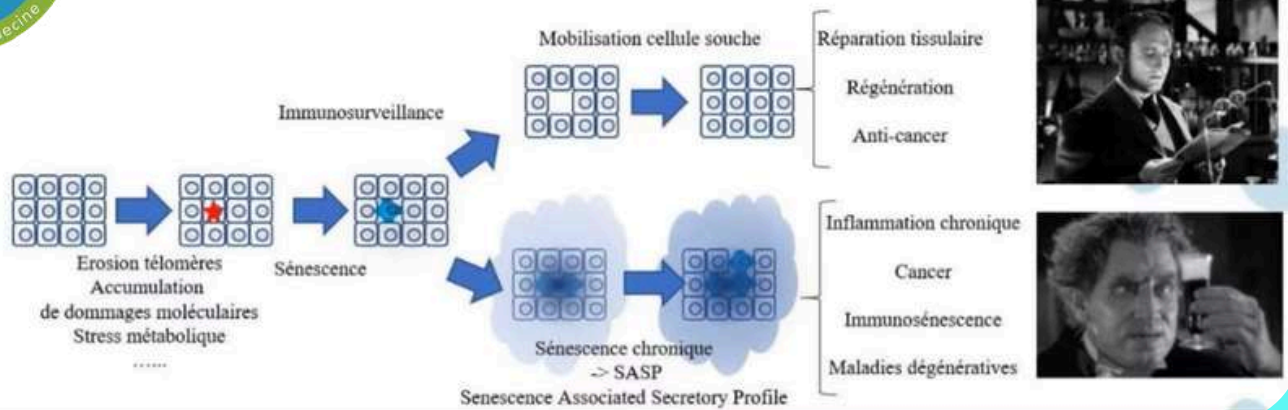 Mobilisation cellule souche
Réparation tissulaire
Régénération
Anti-cancer
Immunosurveillance
Erosion télomères
Accumulation
de dommages moléculaires
Stress métabolique
......
Sénescence
Sénescence chronique
-> SASP
Senescence Associated Secretory Profile
Inflammation chronique
Cancer
Immunosénescence
Maladies dégénératives